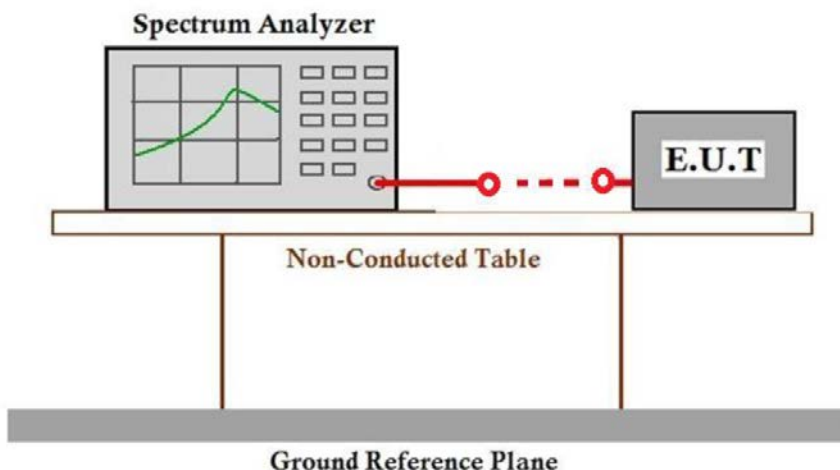 Spectrum Analyzer
E.U.T
Non-Conducted Table
Ground Reference Plane